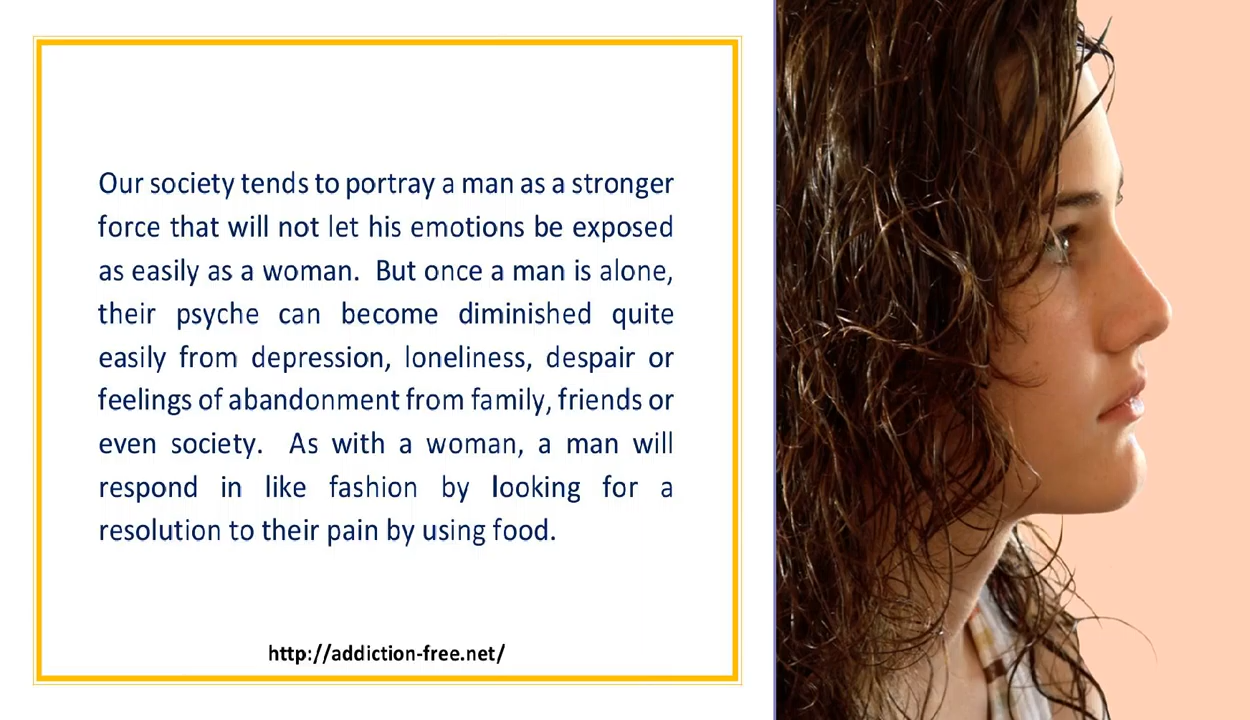 Our society tends to portray a man as a stronger
force that will not let his emotions be exposed
as easily as a woman.  But once a man is alone,
their psyche can become diminished quite
easily from depression, loneliness, despair or
feelings of abandonment from family, friends or
even society.  As with a woman, a man will
respond in like fashion by looking for a
resolution to their pain by using food.
http://addiction-free.net/